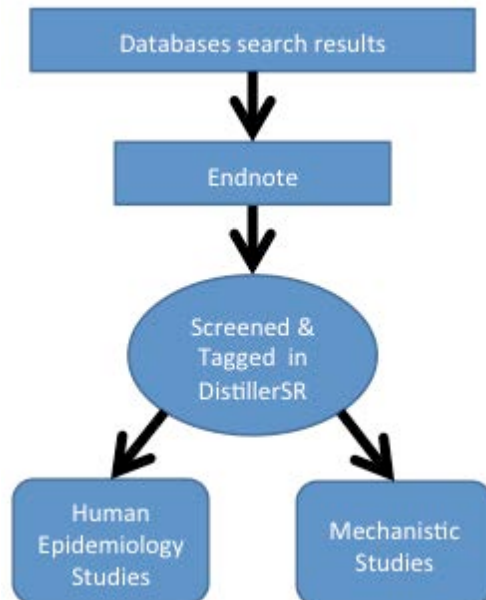 Databases search results
Endnote
Screened &
Tagged in
DistillerSR
Human
Epidemiology
Studies
Mechanistic
Studies